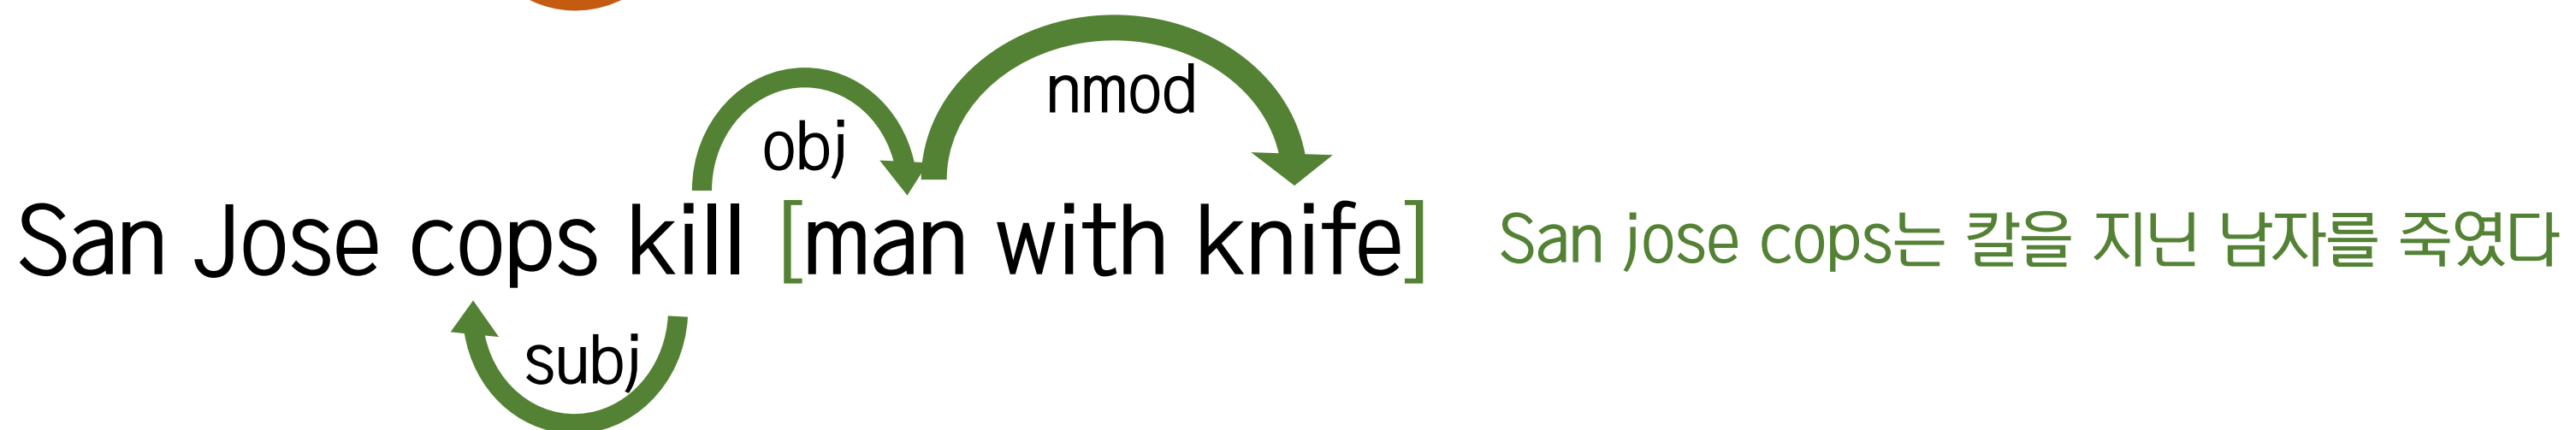 nmod
obj
San Jose cops kill [man with knife] San jose cops는 칼을 지닌 남자를 죽였다
subj